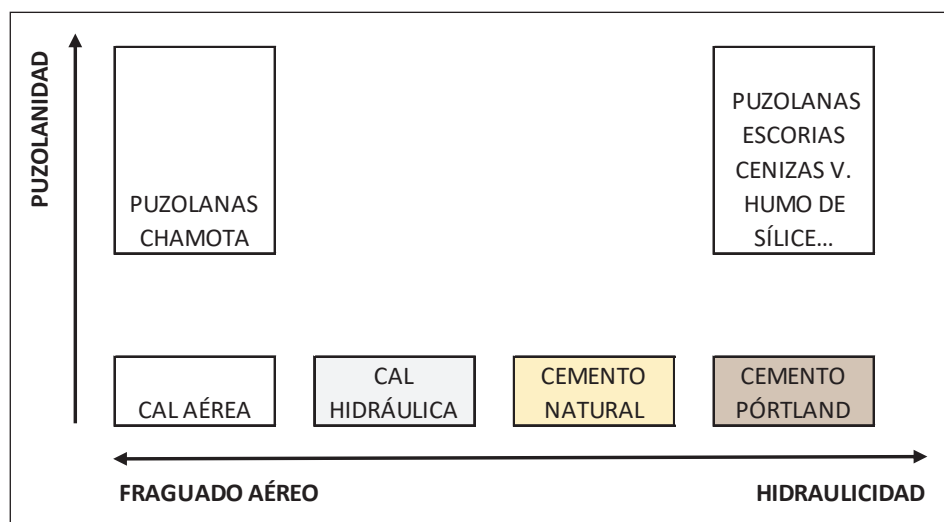 PUZOLANIDAD
PUZOLANAS
CHAMOTA
PUZOLANAS
ESCORIAS
CENIZAS V.
HUMO DE
SÍLICE...
CAL AÉREA
CAL
HIDRÁULICA
CEMENTO
NATURAL
CEMENTO
PÓRTLAND
FRAGUADO AÉREO
HIDRAULICIDAD